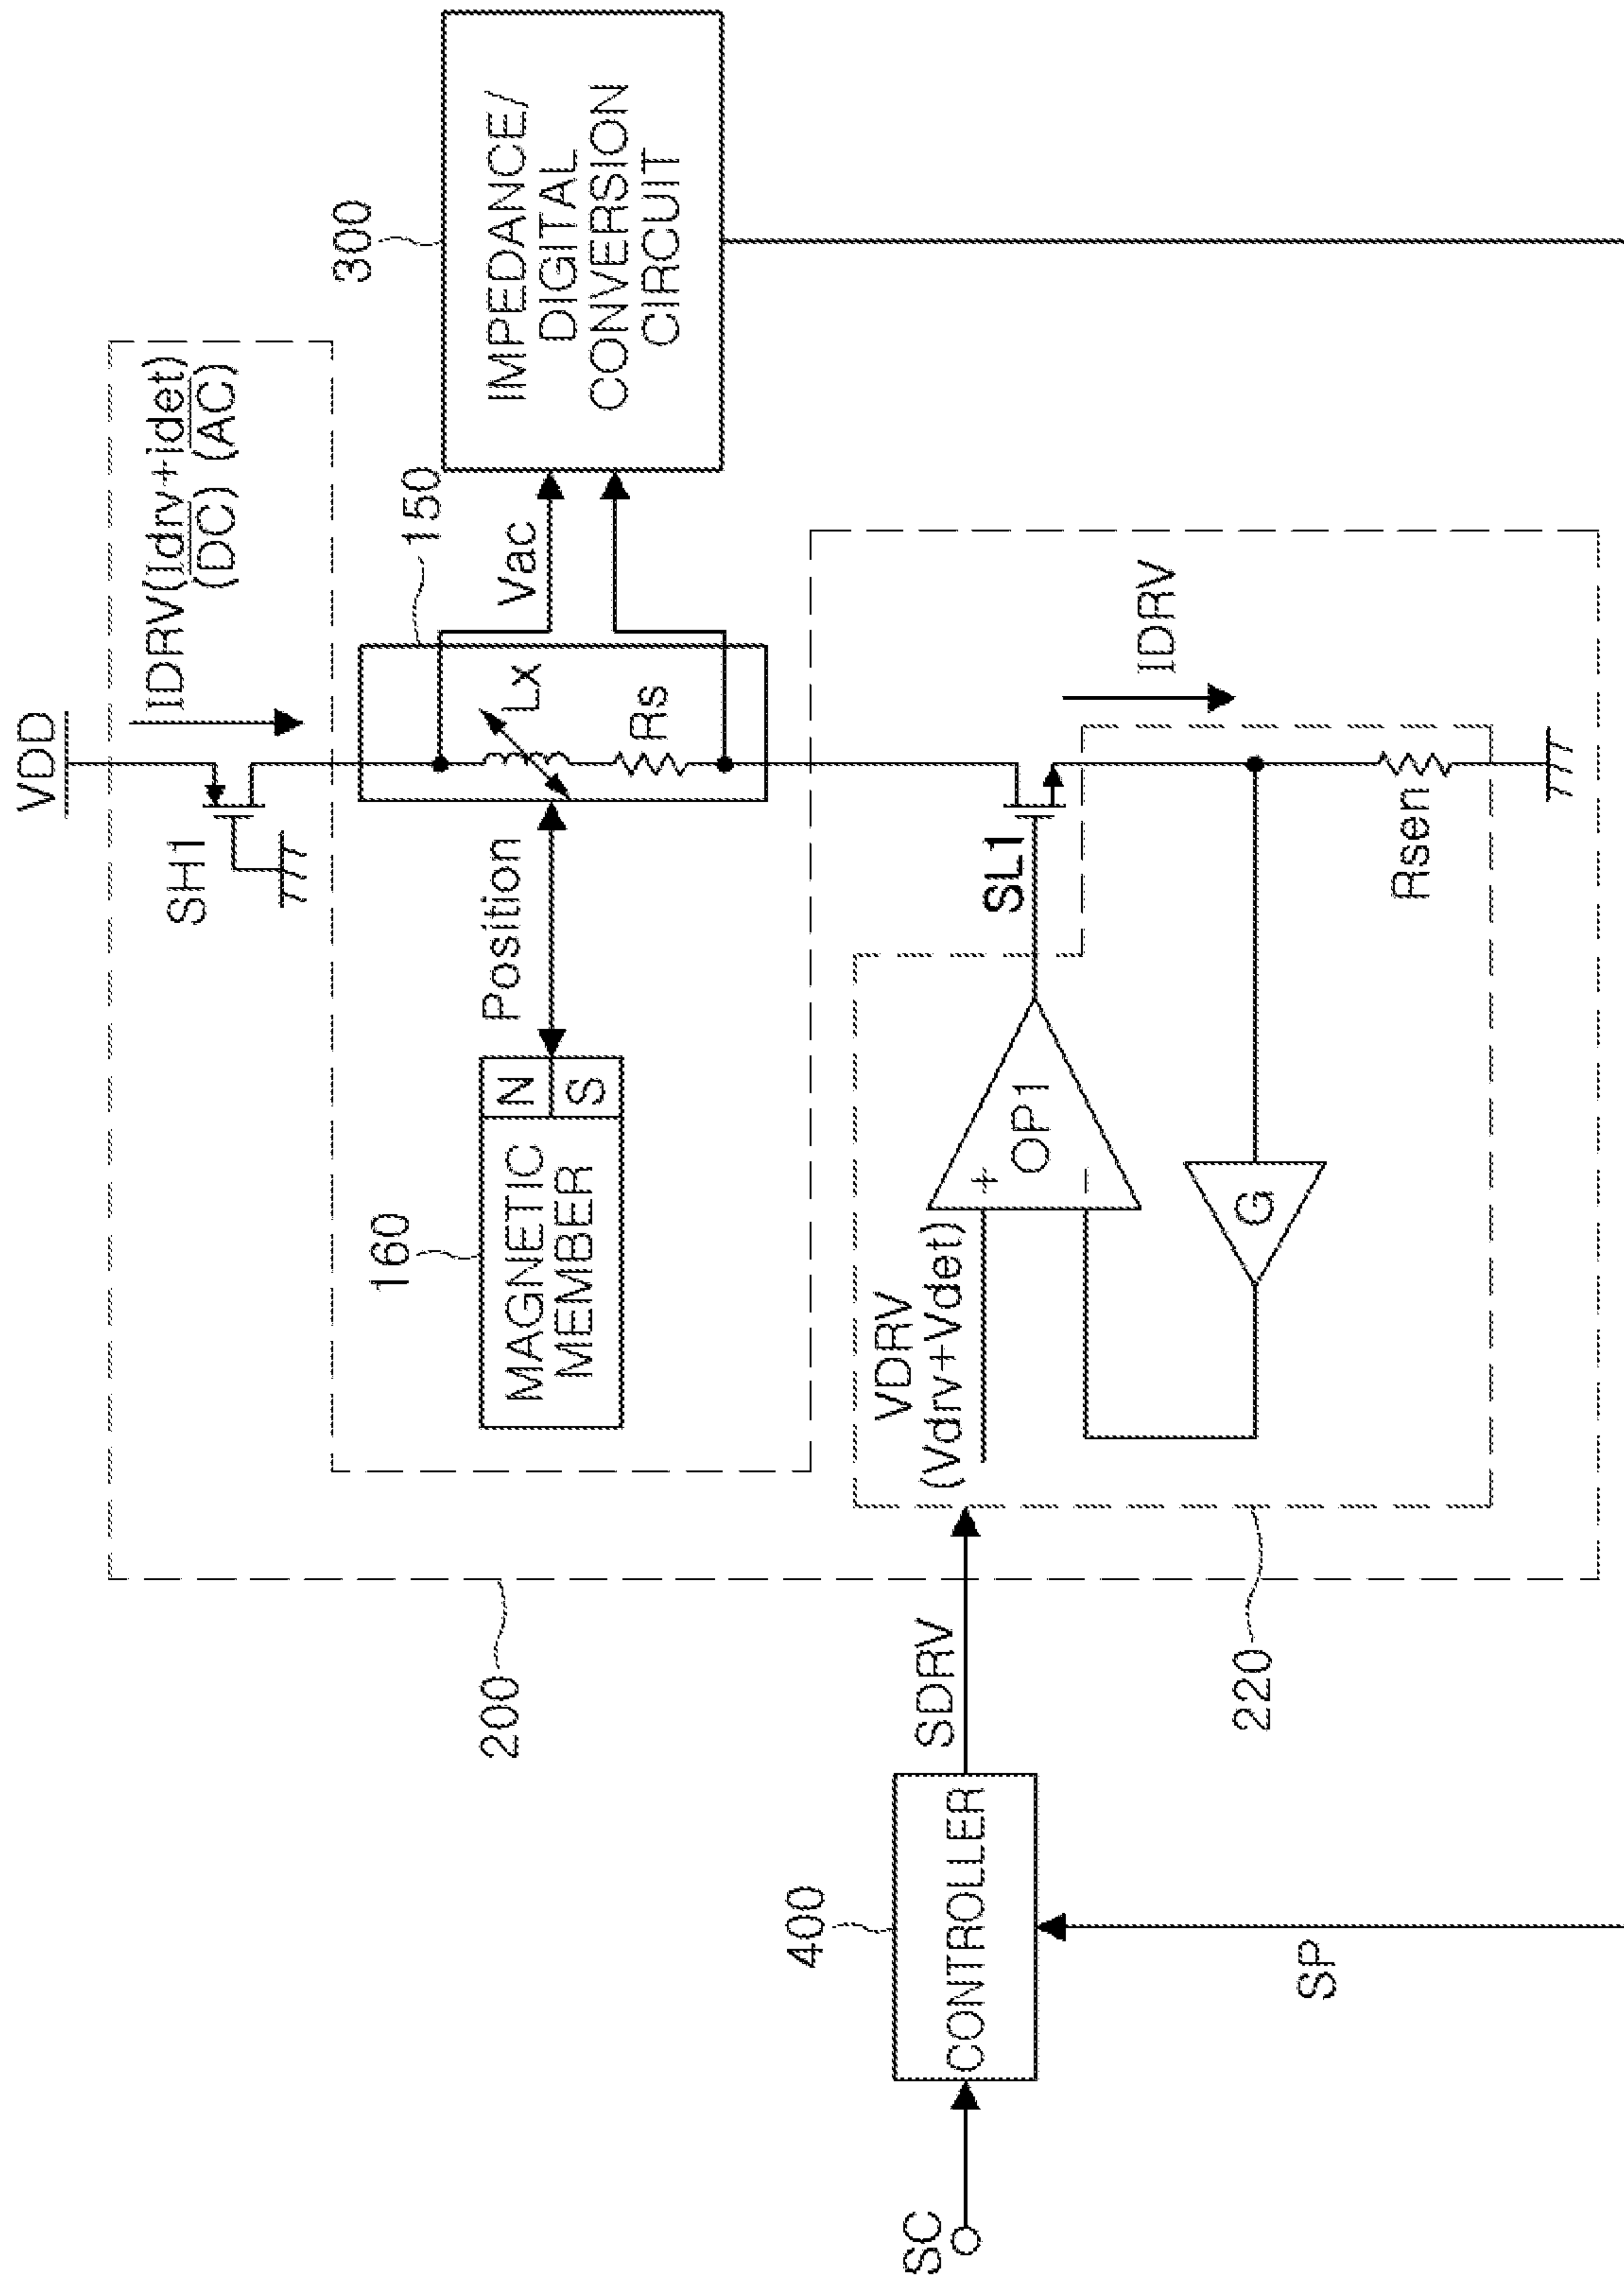 VDD
IDRV(Idrv+idet)
(DC) (AC)
SH1
300
IMPEDANCE/
DIGITAL
CONVERSION
CIRCUIT
150
Vac
Lx
Rs
Position
160
MAGNETIC
MEMBER
N
S
200
IDRV
SL1
OP1
+
−
VDRV
(Vdrv+Vdet)
G
Rsen
220
SDRV
400
CONTROLLER
SC
SP